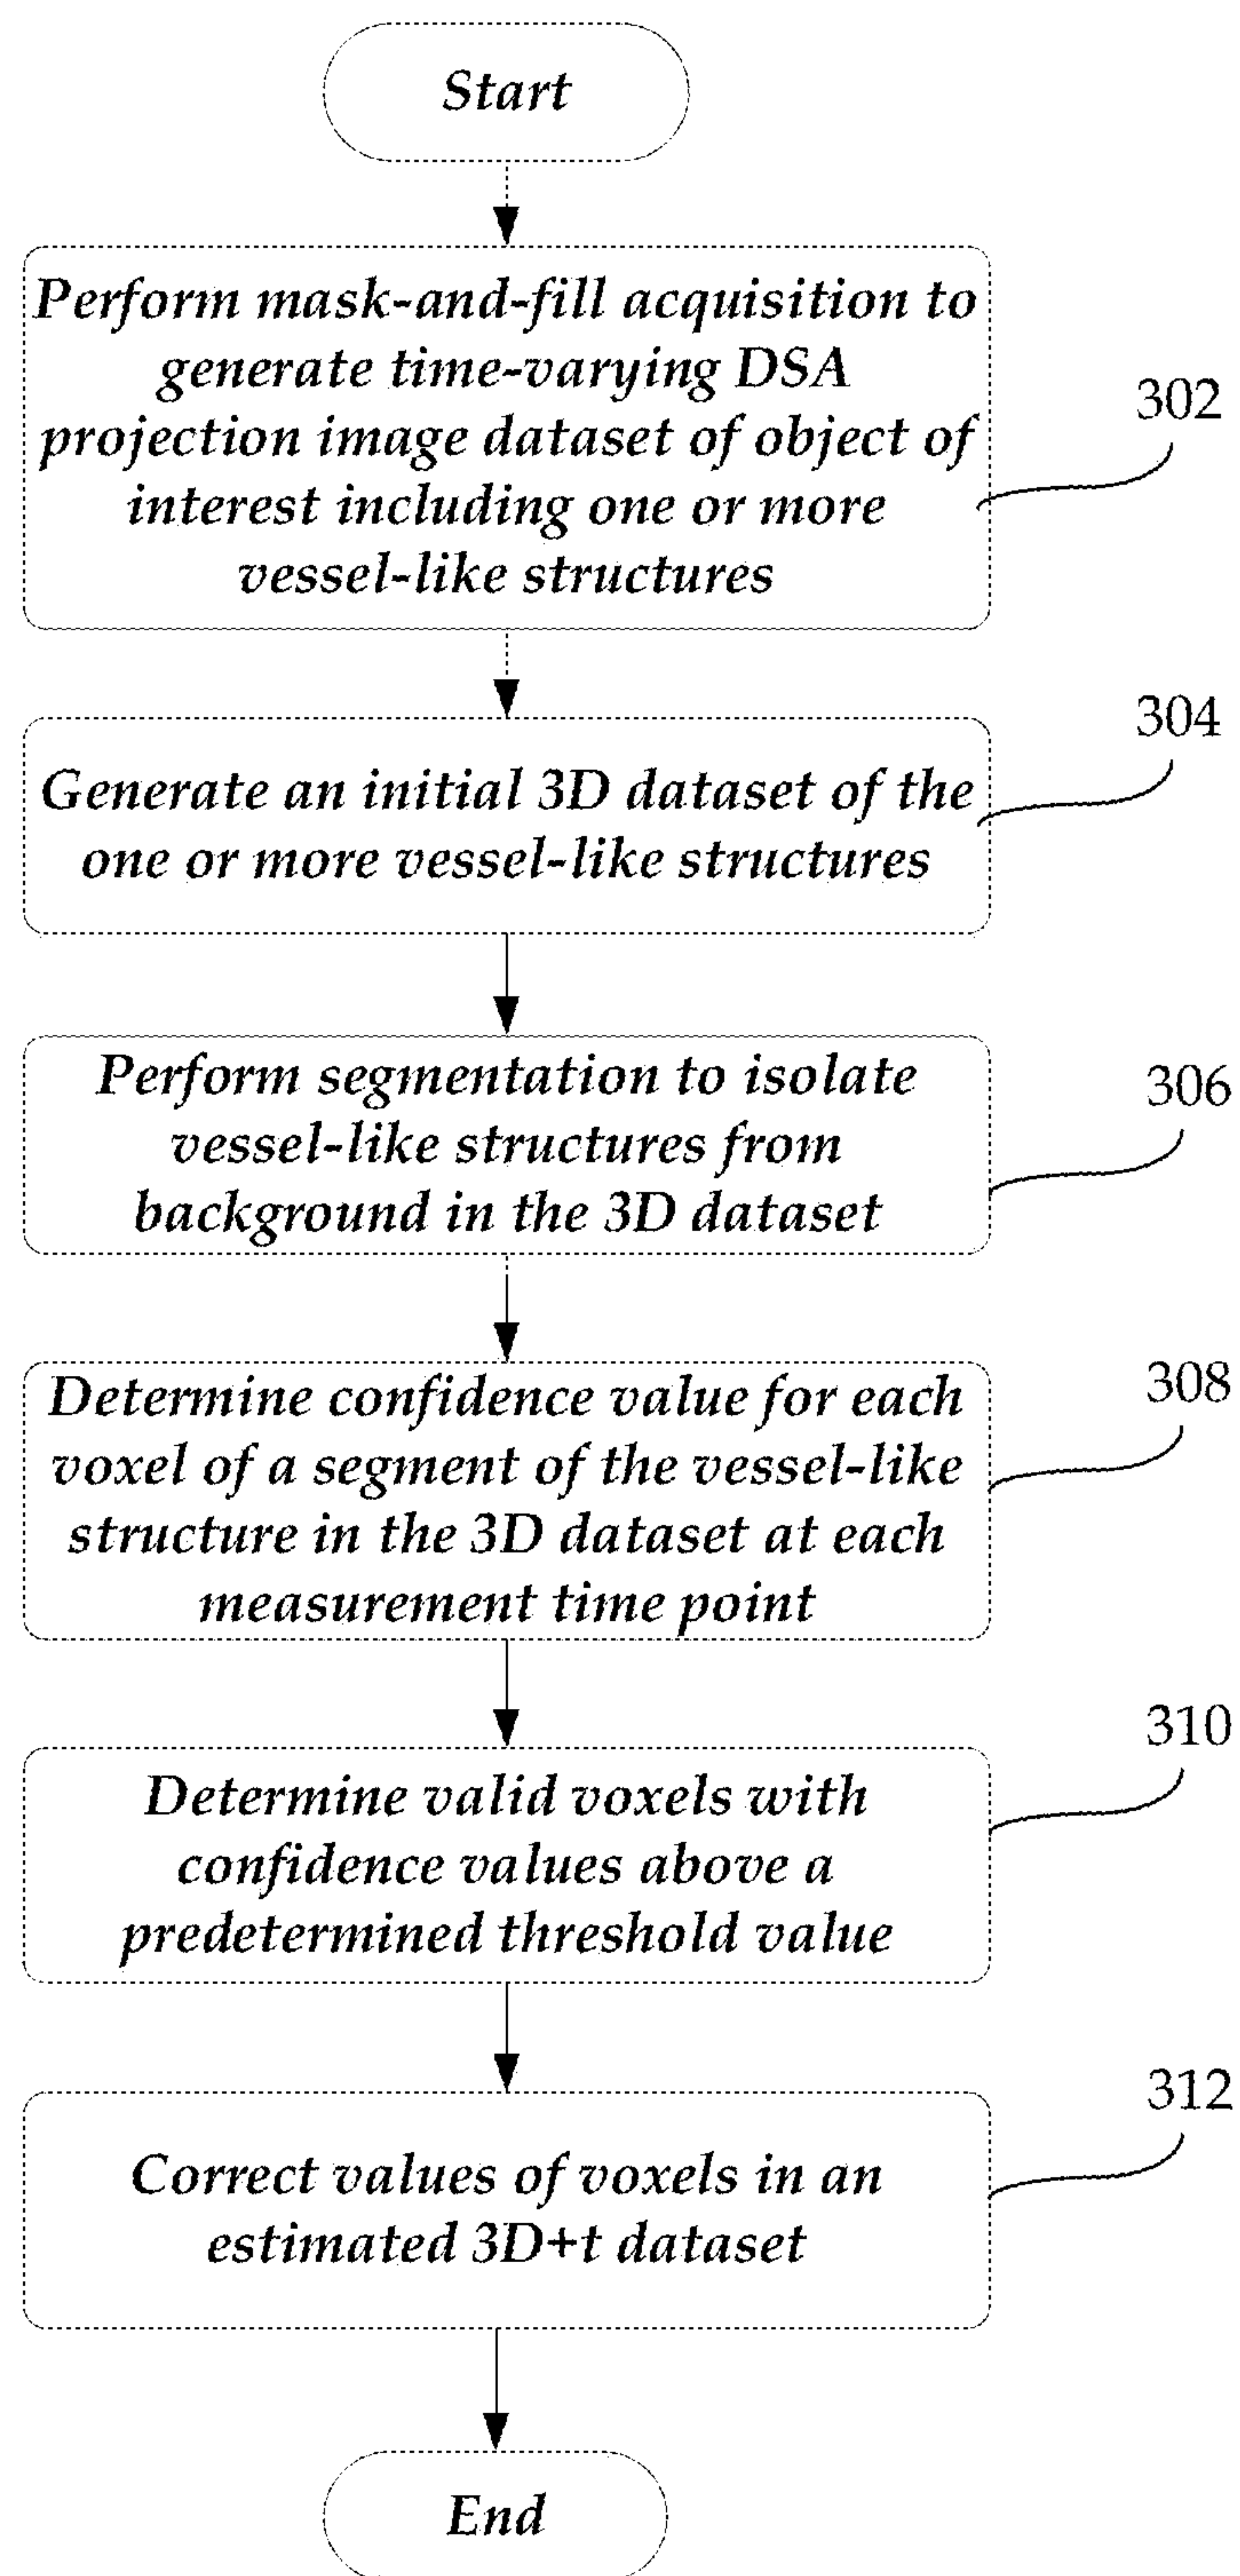 Start
Perform mask-and-fill acquisition to
generate time-varying DSA
projection image dataset of object of
interest including one or more
vessel-like structures
302
Generate an initial 3D dataset of the
one or more vessel-like structures
304
Perform segmentation to isolate
vessel-like structures from
background in the 3D dataset
306
Determine confidence value for each
voxel of a segment of the vessel-like
structure in the 3D dataset at each
measurement time point
308
Determine valid voxels with
confidence values above a
predetermined threshold value
310
Correct values of voxels in an
estimated 3D+t dataset
312
End